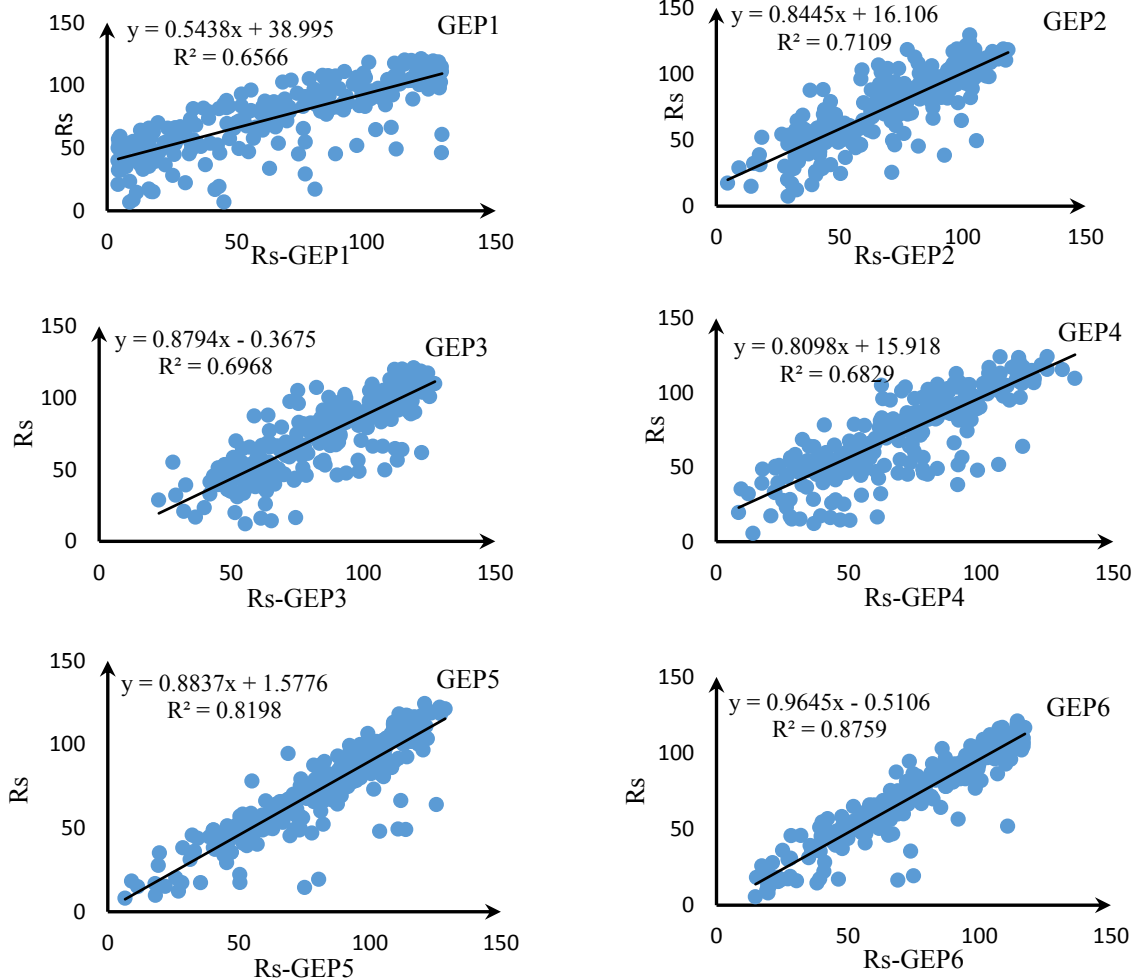 y = 0.5438x + 38.995
R² = 0.6566
GEP1
150
100
50
0
Rs
0 50 100 150
Rs-GEP1
y = 0.8445x + 16.106
R² = 0.7109
GEP2
150
100
50
0
Rs
0 50 100 150
Rs-GEP2
y = 0.8794x - 0.3675
R² = 0.6968
GEP3
150
100
50
0
Rs
0 50 100 150
Rs-GEP3
y = 0.8098x + 15.918
R² = 0.6829
GEP4
150
100
50
0
Rs
0 50 100 150
Rs-GEP4
y = 0.8837x + 1.5776
R² = 0.8198
GEP5
150
100
50
0
Rs
0 50 100 150
Rs-GEP5
y = 0.9645x - 0.5106
R² = 0.8759
GEP6
150
100
50
0
Rs
0 50 100 150
Rs-GEP6